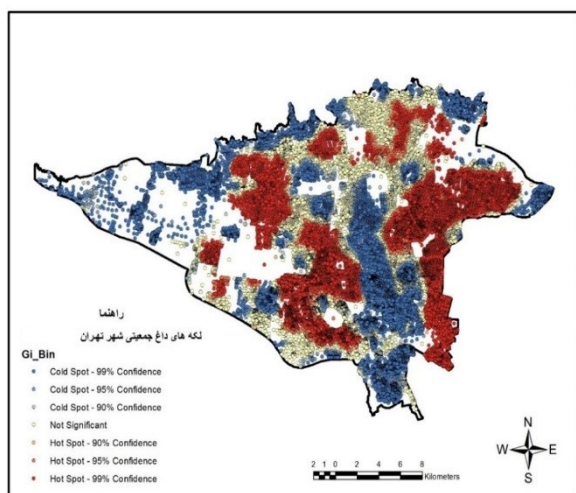 راهنما
لکه های داغ جمعیتی شهر تهران
Gi_Bin
Cold Spot - 99% Confidence
Cold Spot - 95% Confidence
Cold Spot - 90% Confidence
Not Significant
Hot Spot - 90% Confidence
Hot Spot - 95% Confidence
Hot Spot - 99% Confidence
2 1 0 2 4 6 8
Kilometers
N
W E
S